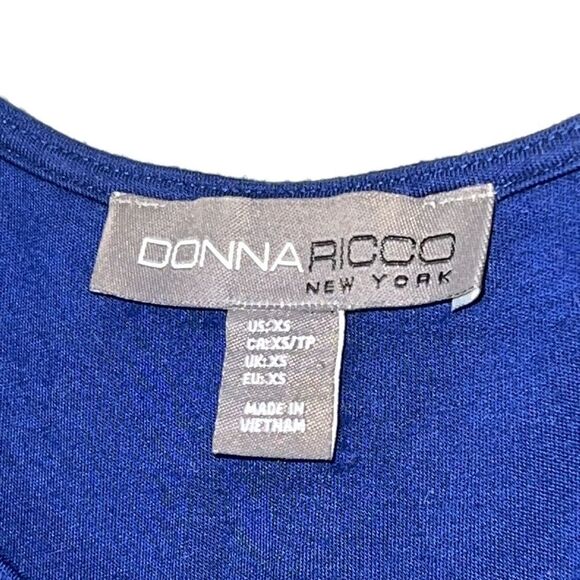 DONNARICCO
NEW YORK
US: XS
CA: XS/TP
UK: XS
EU: XS
MADE IN
VIETNAM